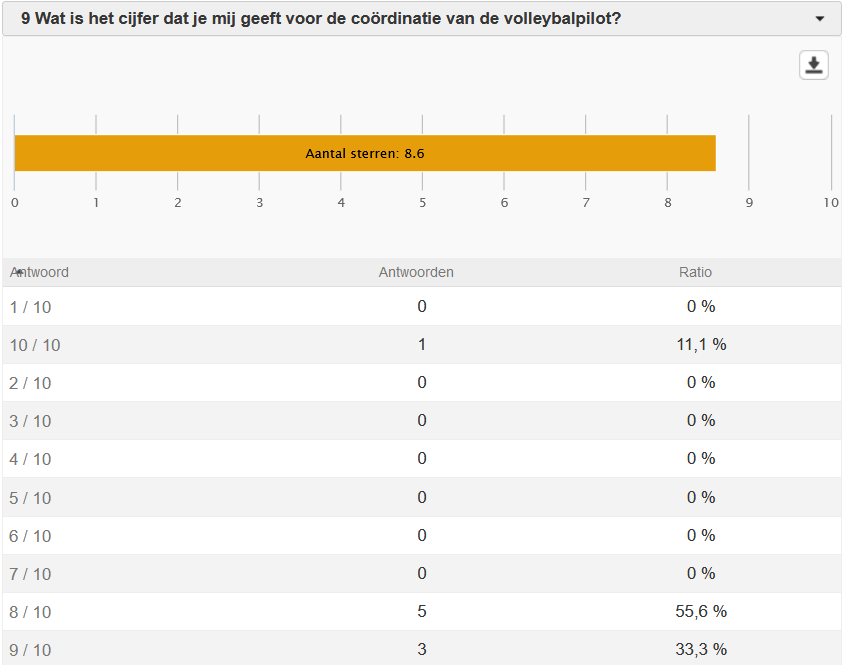 9 Wat is het cijfer dat je mij geeft voor de coördinatie van de volleybalpilot?
Aantal sterren: 8.6
0 1 2 3 4 5 6 7 8 9 10
Antwoord Antwoorden Ratio
1 / 10 0 0 %
10 / 10 1 11,1 %
2 / 10 0 0 %
3 / 10 0 0 %
4 / 10 0 0 %
5 / 10 0 0 %
6 / 10 0 0 %
7 / 10 0 0 %
8 / 10 5 55,6 %
9 / 10 3 33,3 %